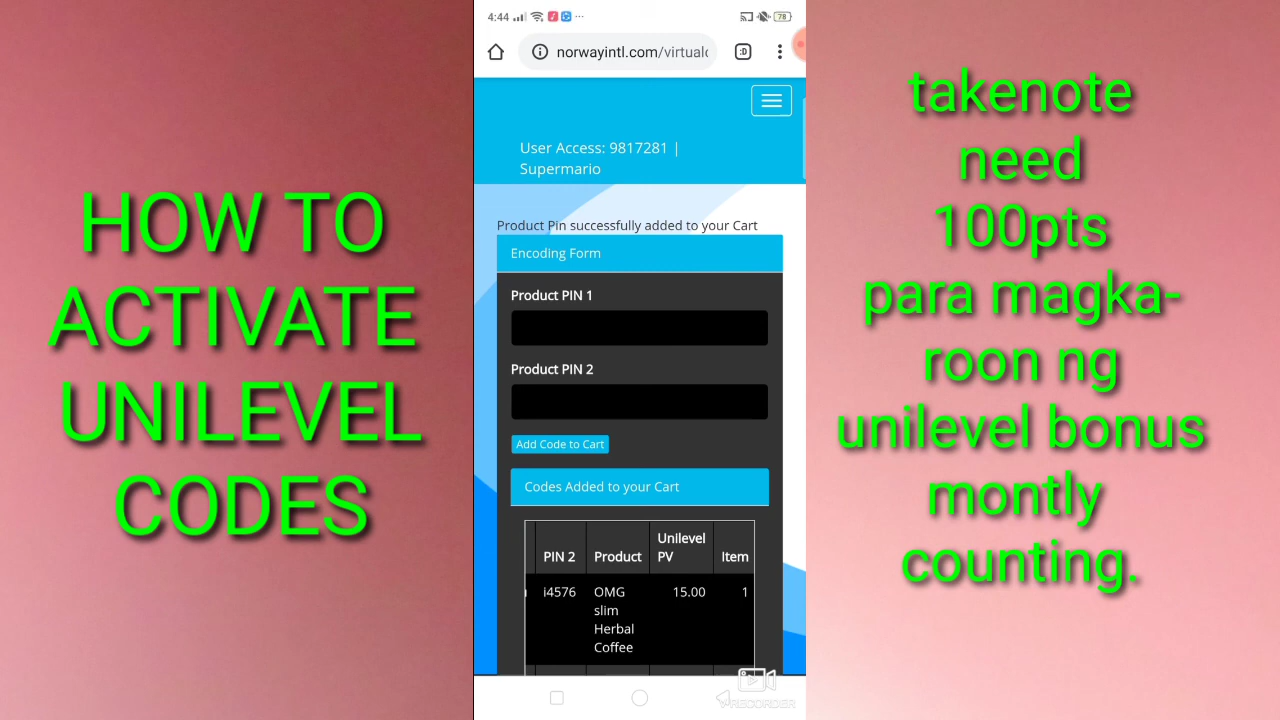 HOW TO
ACTIVATE
UNILEVEL
CODES
4:44
78
norwayintl.com/virtual
:D
User Access: 9817281 |
Supermario
Product Pin successfully added to your Cart
Encoding Form
Product PIN 1
Product PIN 2
Add Code to Cart
Codes Added to your Cart
PIN 2 Product Unilevel PV Item
i4576 OMG slim Herbal Coffee 15.00 1
RECORDER
takenote
need
100pts
para magka-
roon ng
unilevel bonus
montly
counting.